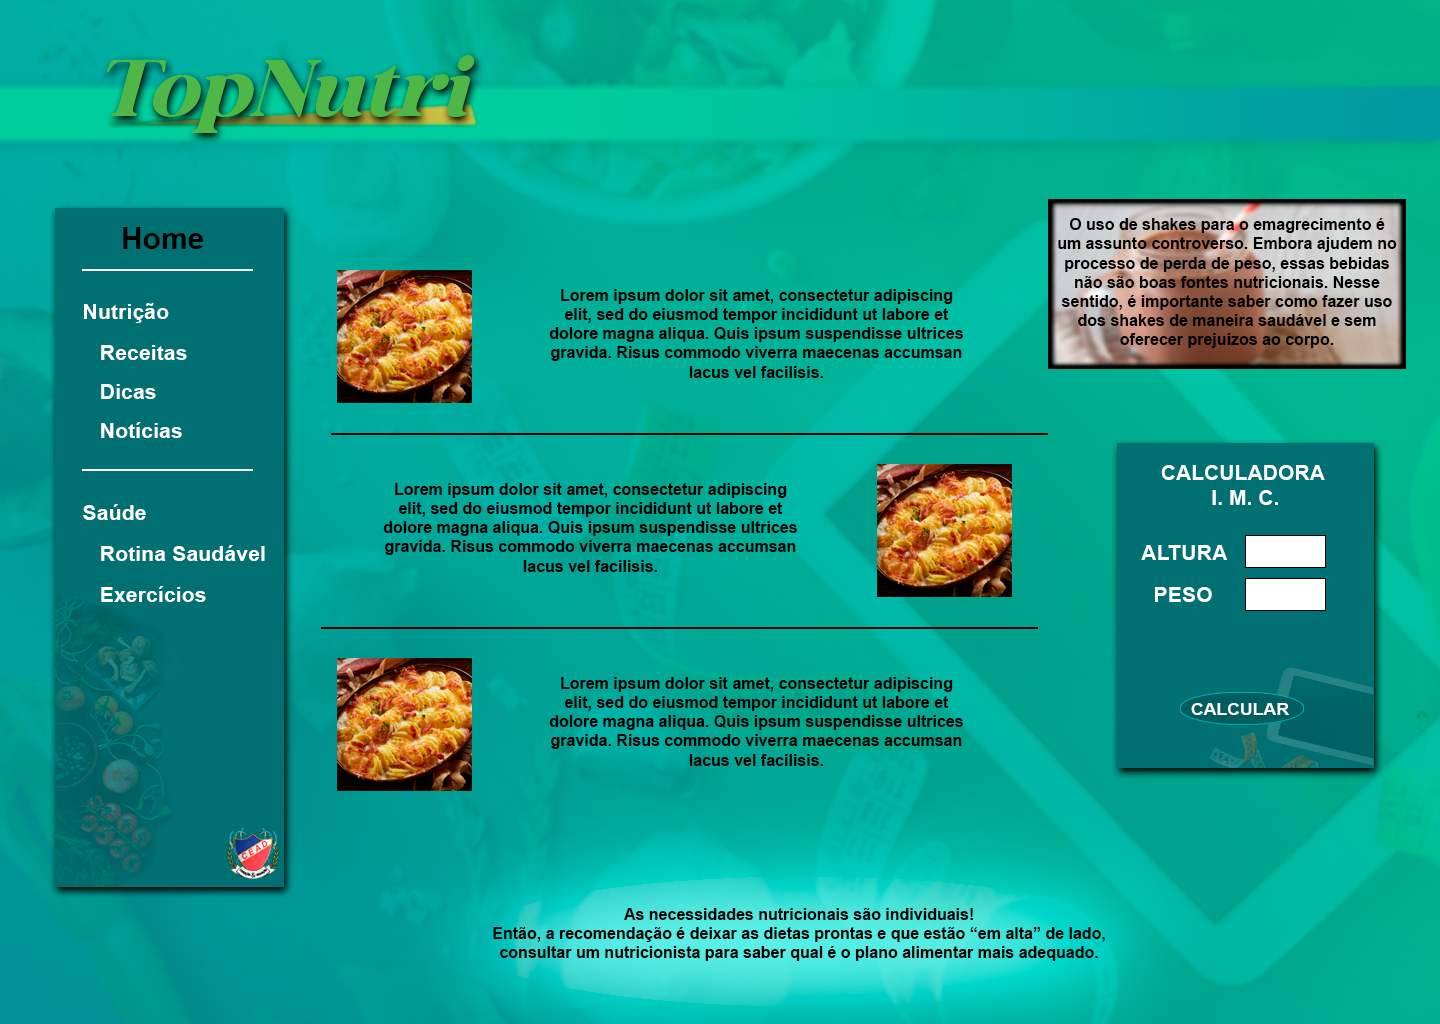 TopNutri
Home
Nutrição
Receitas
Dicas
Notícias
Saúde
Rotina Saudável
Exercícios
CEAD
Lorem ipsum dolor sit amet, consectetur adipiscing
elit, sed do eiusmod tempor incididunt ut labore et
dolore magna aliqua. Quis ipsum suspendisse ultrices
gravida. Risus commodo viverra maecenas accumsan
lacus vel facilisis.
Lorem ipsum dolor sit amet, consectetur adipiscing
elit, sed do eiusmod tempor incididunt ut labore et
dolore magna aliqua. Quis ipsum suspendisse ultrices
gravida. Risus commodo viverra maecenas accumsan
lacus vel facilisis.
Lorem ipsum dolor sit amet, consectetur adipiscing
elit, sed do eiusmod tempor incididunt ut labore et
dolore magna aliqua. Quis ipsum suspendisse ultrices
gravida. Risus commodo viverra maecenas accumsan
lacus vel facilisis.
O uso de shakes para o emagrecimento é
um assunto controverso. Embora ajudem no
processo de perda de peso, essas bebidas
não são boas fontes nutricionais. Nesse
sentido, é importante saber como fazer uso
dos shakes de maneira saudável e sem
oferecer prejuízos ao corpo.
CALCULADORA
I. M. C.
ALTURA
PESO
CALCULAR
As necessidades nutricionais são individuais!
Então, a recomendação é deixar as dietas prontas e que estão “em alta” de lado,
consultar um nutricionista para saber qual é o plano alimentar mais adequado.